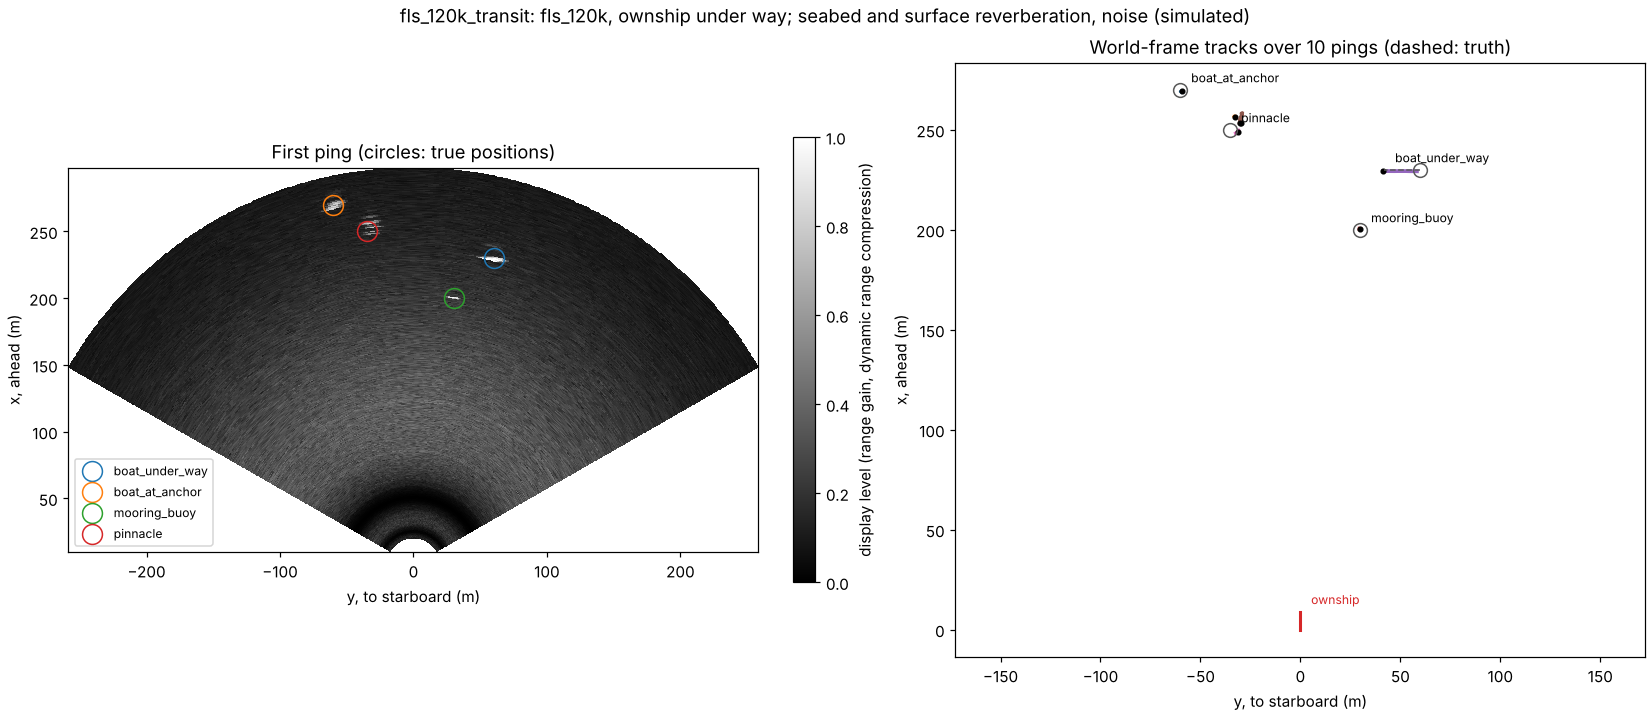 fls_120k_transit: fls_120k, ownship under way; seabed and surface reverberation, noise (simulated)
First ping (circles: true positions)
x, ahead (m)
250
200
150
100
50
−200
−100
0
100
200
y, to starboard (m)
boat_under_way
boat_at_anchor
mooring_buoy
pinnacle
1.0
0.8
0.6
0.4
0.2
0.0
display level (range gain, dynamic range compression)
World-frame tracks over 10 pings (dashed: truth)
x, ahead (m)
250
200
150
100
50
0
boat_at_anchor
pinnacle
boat_under_way
mooring_buoy
ownship
−150
−100
−50
0
50
100
150
y, to starboard (m)